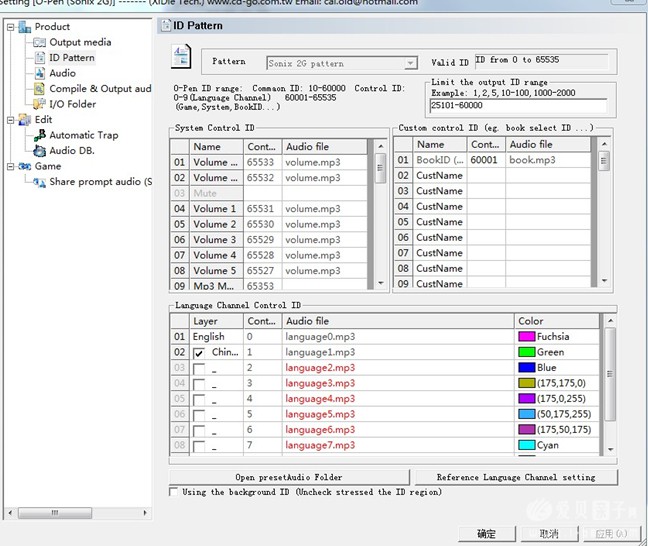 Setting [O-Pen (Sonix 2G)] ------- (XiDie Tech.) www.cd-go.com.tw Email: cai.old@hotmail.com
Product
Output media
ID Pattern
Audio
Compile & Output aud
I/O Folder
Edit
Automatic Trap
Audio DB.
Game
Share prompt audio (S
ID Pattern
Pattern
Sonix 2G pattern
Valid ID
ID from 0 to 65535
O-Pen ID range: Common ID: 10-60000 Control ID:
0-9(Language Channel) 60001-65535
(Game,System,BookID...)
Limit the output ID range
Example: 1,2,5,10-100,1000-2000
25101-60000
System Control ID
Name Cont... Audio file
01 Volume ... 65533 volume.mp3
02 Volume ... 65532 volume.mp3
03 Mute
04 Volume 1 65531 volume.mp3
05 Volume 2 65530 volume.mp3
06 Volume 3 65529 volume.mp3
07 Volume 4 65528 volume.mp3
08 Volume 5 65527 volume.mp3
09 Mp3 M... 65353
Custom control ID (eg. book select ID ...)
Name Cont... Audio file
01 BookID (... 60001 book.mp3
02 CustName
03 CustName
04 CustName
05 CustName
06 CustName
07 CustName
08 CustName
09 CustName
Language Channel Control ID
Layer Cont... Audio file Color
01 English 0 language0.mp3 Fuchsia
02 Chin... 1 language1.mp3 Green
03 _ 2 language2.mp3 Blue
04 _ 3 language3.mp3 (175,175,0)
05 _ 4 language4.mp3 (175,0,255)
06 _ 5 language5.mp3 (50,175,255)
07 _ 6 language6.mp3 (175,50,175)
08 _ 7 language7.mp3 Cyan
Open presetAudio Folder
Reference Language Channel setting
Using the background ID (Uncheck stressed the ID region)
确定
取消
应用(A)